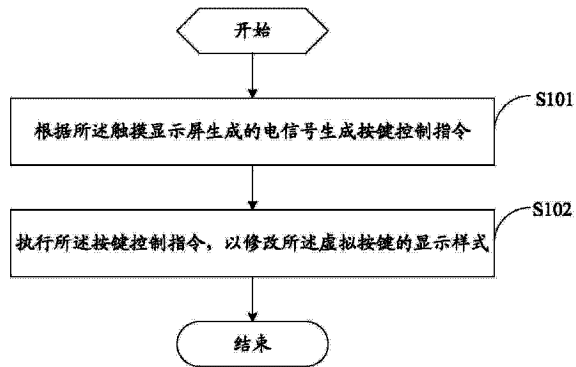 开始
S101
根据所述触摸显示屏生成的电信号生成按键控制指令
S102
执行所述按键控制指令，以修改所述虚拟按键的显示样式
结束